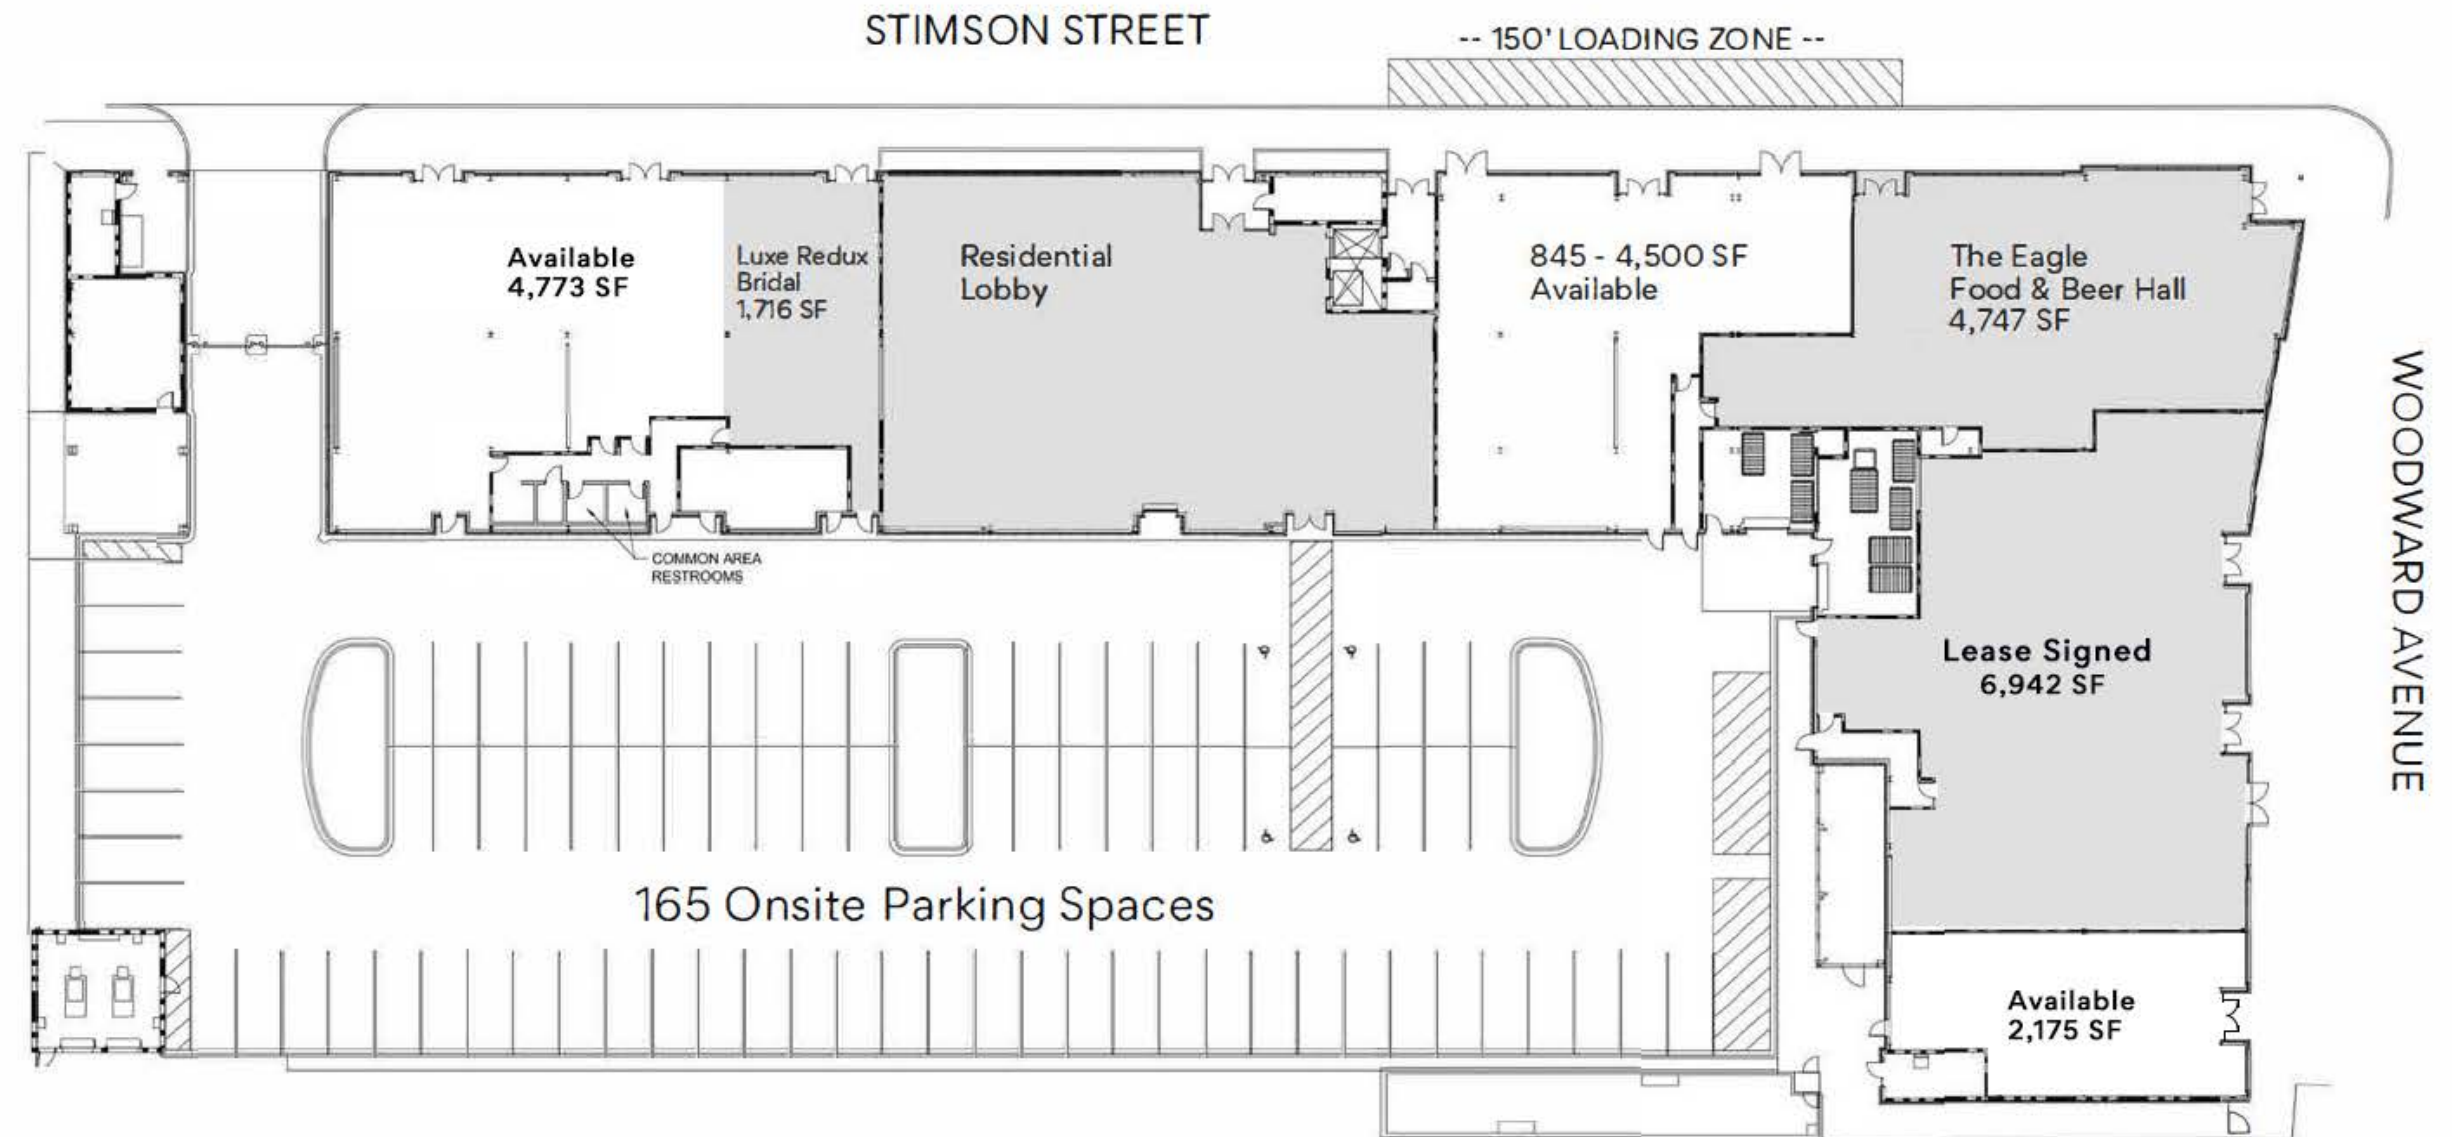 STIMSON STREET
-- 150' LOADING ZONE --
Available
4,773 SF
Luxe Redux
Bridal
1,716 SF
Residential
Lobby
845 - 4,500 SF
Available
The Eagle
Food & Beer Hall
4,747 SF
WOODWARD AVENUE
COMMON AREA
RESTROOMS
Lease Signed
6,942 SF
165 Onsite Parking Spaces
Available
2,175 SF